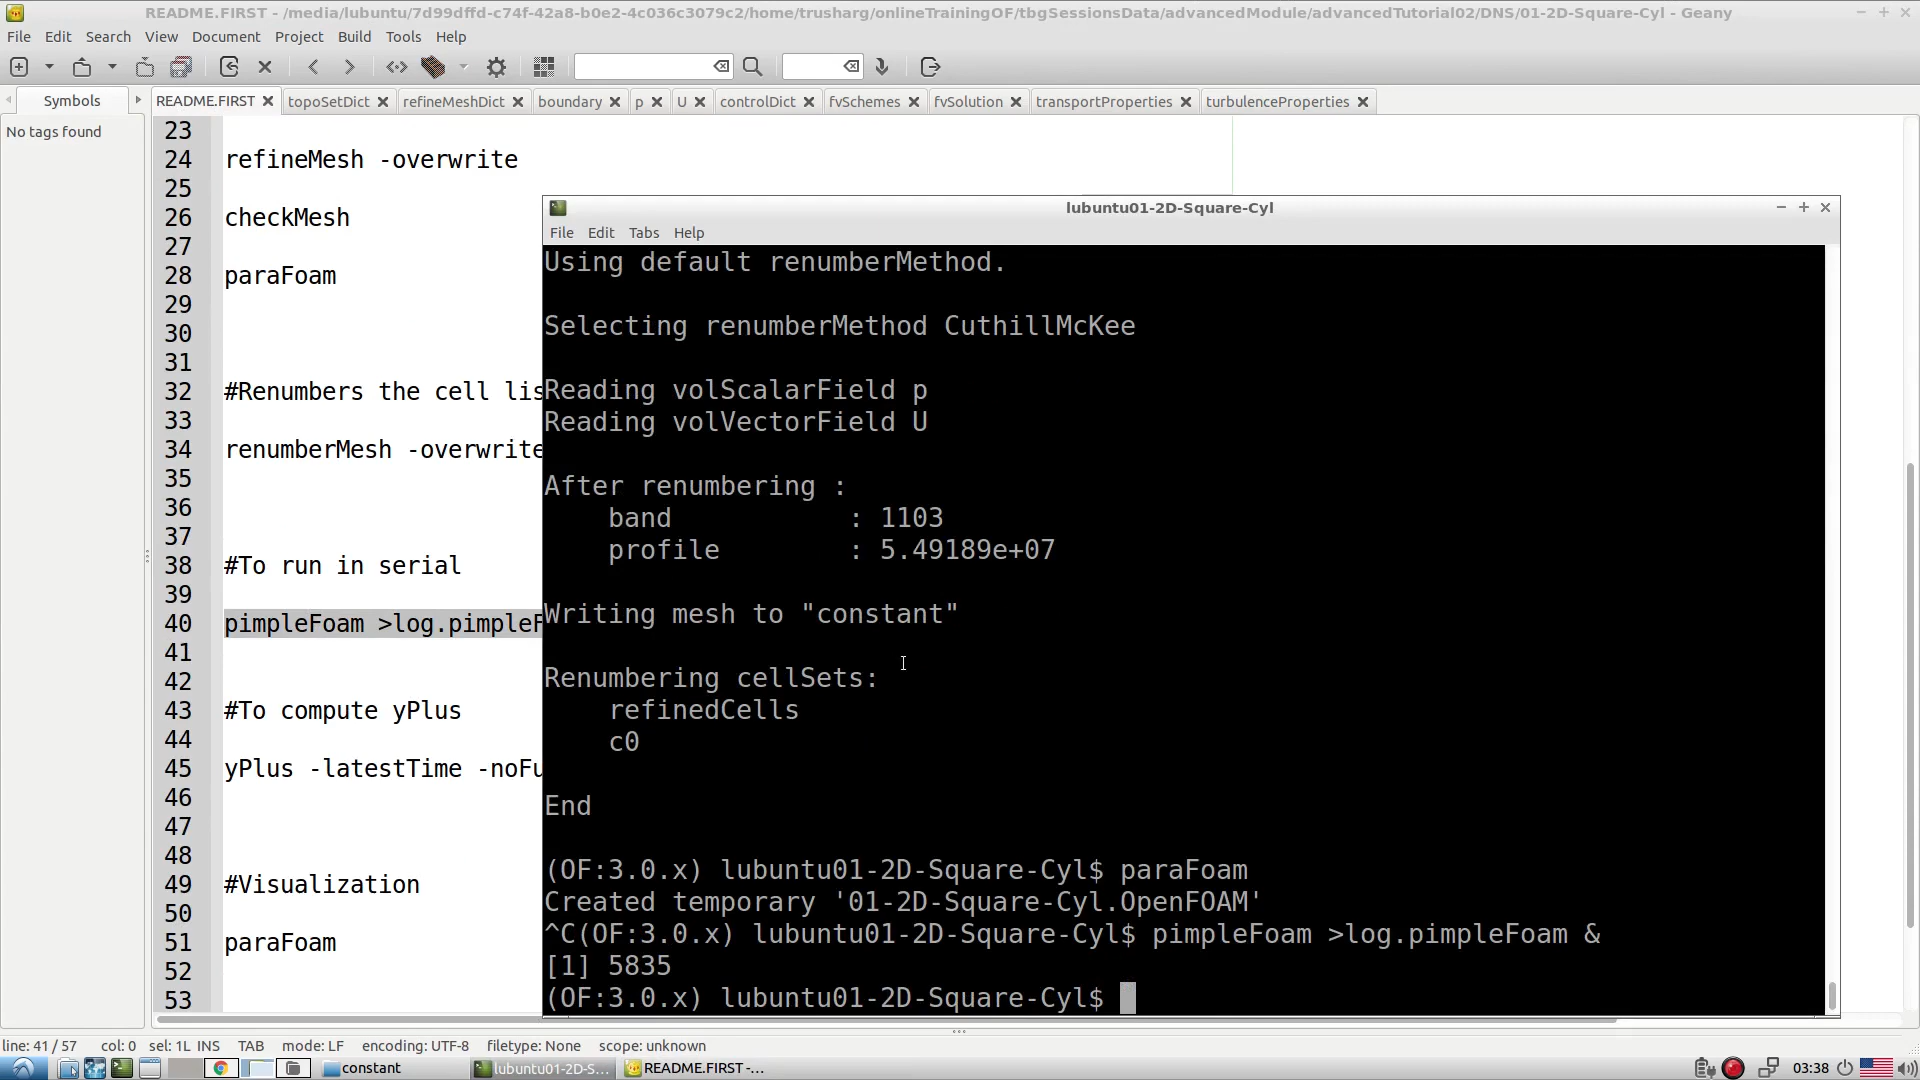 README.FIRST - /media/lubuntu/7d99dffd-c74f-42a8-b0e2-4c036c3079c2/home/trusharg/onlineTrainingOF/tbgSessionsData/advancedModule/advancedTutorial02/DNS/01-2D-Square-Cyl - Geany
File Edit Search View Document Project Build Tools Help
Symbols README.FIRST topoSetDict refineMeshDict boundary p U controlDict fvSchemes fvSolution transportProperties turbulenceProperties
No tags found
23
24 refineMesh -overwrite
25
26 checkMesh
27
28 paraFoam
29
30
31
32 #Renumbers the cell lis
33
34 renumberMesh -overwrite
35
36
37
38 #To run in serial
39
40 pimpleFoam >log.pimpleF
41
42
43 #To compute yPlus
44
45 yPlus -latestTime -noFu
46
47
48
49 #Visualization
50
51 paraFoam
52
53
lubuntu01-2D-Square-Cyl
File Edit Tabs Help
Using default renumberMethod.
Selecting renumberMethod CuthillMcKee
Reading volScalarField p
Reading volVectorField U
After renumbering :
band : 1103
profile : 5.49189e+07
Writing mesh to "constant"
Renumbering cellSets:
refinedCells
c0
End
(OF:3.0.x) lubuntu01-2D-Square-Cyl$ paraFoam
Created temporary '01-2D-Square-Cyl.OpenFOAM'
^C(OF:3.0.x) lubuntu01-2D-Square-Cyl$ pimpleFoam >log.pimpleFoam &
[1] 5835
(OF:3.0.x) lubuntu01-2D-Square-Cyl$
line: 41 / 57 col: 0 sel: 1L INS TAB mode: LF encoding: UTF-8 filetype: None scope: unknown
constant lubuntu01-2D-S... README.FIRST -... 03:38